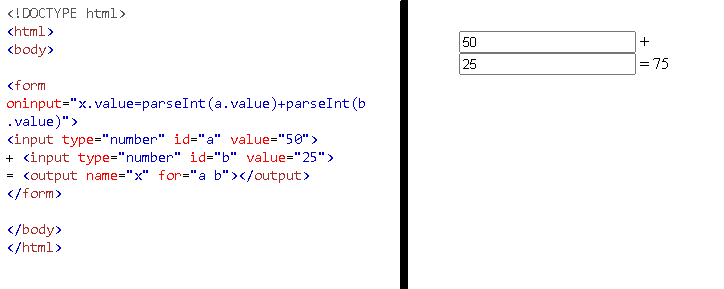 <!DOCTYPE html>
<html>
<body>
<form
oninput="x.value=parseInt(a.value)+parseInt(b
.value)">
<input type="number" id="a" value="50">
+ <input type="number" id="b" value="25">
= <output name="x" for="a b"></output>
</form>
</body>
</html>
50 +
25 = 75